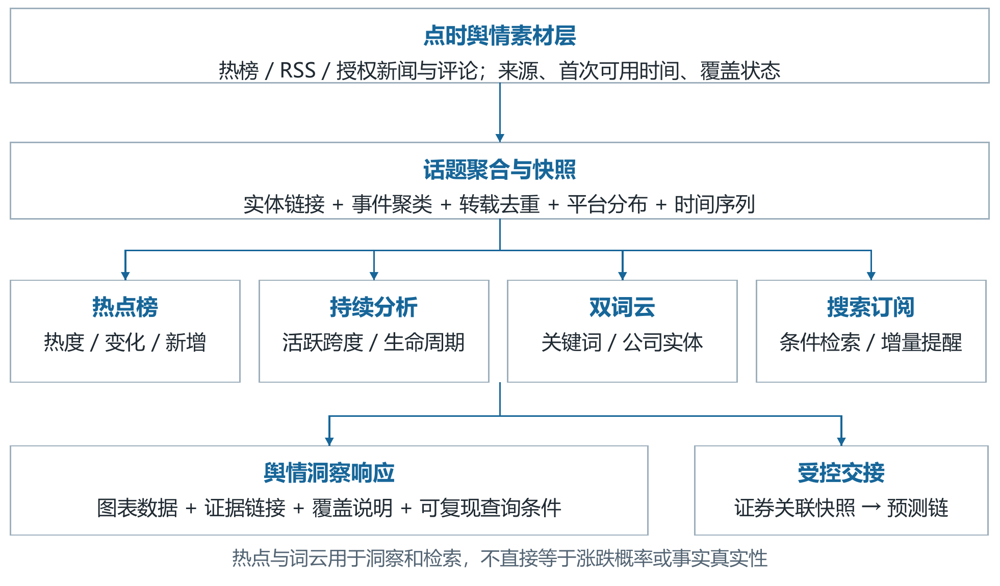 点时舆情素材层
热榜 / RSS / 授权新闻与评论；来源、首次可用时间、覆盖状态
话题聚合与快照
实体链接 + 事件聚类 + 转载去重 + 平台分布 + 时间序列
热点榜
热度 / 变化 / 新增
持续分析
活跃跨度 / 生命周期
双词云
关键词 / 公司实体
搜索订阅
条件检索 / 增量提醒
舆情洞察响应
图表数据 + 证据链接 + 覆盖说明 + 可复现查询条件
受控交接
证券关联快照 → 预测链
热点与词云用于洞察和检索，不直接等于涨跌概率或事实真实性